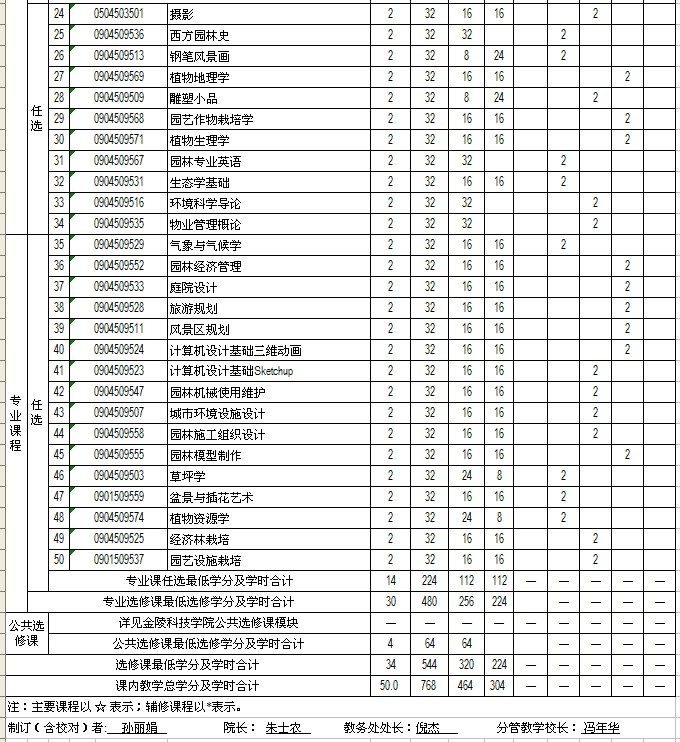 24 0504503501 摄影 2 32 16 16 2
25 0904509536 西方园林史 2 32 32 2
26 0904509513 钢笔风景画 2 32 8 24 2
27 0904509569 植物地理学 2 32 16 16 2
28 0904509509 雕塑小品 2 32 8 24 2
任选
29 0904509568 园艺作物栽培学 2 32 16 16 2
30 0904509571 植物生理学 2 32 16 16 2
31 0904509567 园林专业英语 2 32 32 2
32 0904509531 生态学基础 2 32 16 16 2
33 0904509516 环境科学导论 2 32 32 2
34 0904509535 物业管理概论 2 32 32 2
35 0904509529 气象与气候学 2 32 16 16 2
36 0904509552 园林经济管理 2 32 16 16 2
37 0904509533 庭院设计 2 32 16 16 2
38 0904509528 旅游规划 2 32 16 16 2
39 0904509511 风景区规划 2 32 16 16 2
40 0904509524 计算机设计基础三维动画 2 32 16 16 2
41 0904509523 计算机设计基础Sketchup 2 32 16 16 2
42 0904509547 园林机械使用维护 2 32 16 16 2
专业课程 任选
43 0904509507 城市环境设施设计 2 32 16 16 2
44 0904509558 园林施工组织设计 2 32 16 16 2
45 0904509555 园林模型制作 2 32 16 16 2
46 0904509503 草坪学 2 32 24 8 2
47 0901509559 盆景与插花艺术 2 32 16 16 2
48 0904509574 植物资源学 2 32 24 8 2
49 0904509525 经济林栽培 2 32 16 16 2
50 0901509537 园艺设施栽培 2 32 16 16 2
专业课任选最低学分及学时合计 14 224 112 112 — — — — —
专业选修课最低选修学分及学时合计 30 480 256 224 — — — —
公共选修课 详见金陵科技学院公共选修课模块 — — — — — — — — —
公共选修课最低选修学分及学时合计 4 64 64 — — — —
选修课最低学分及学时合计 34 544 320 224 — — — — —
课内教学总学分及学时合计 50.0 768 464 304 — — — — —
注：主要课程以 ☆ 表示；辅修课程以*表示。
制订（含校对）者： 孙丽娟 院长： 朱士农 教务处处长：倪杰 分管教学校长：冯年华